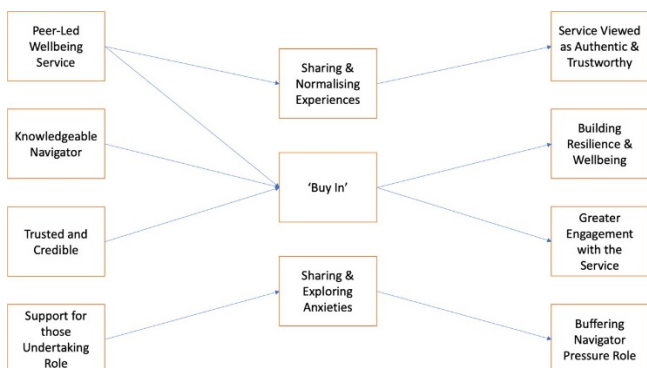 Peer-Led
Wellbeing
Service
Knowledgeable
Navigator
Trusted and
Credible
Support for
those
Undertaking
Role
Sharing &
Normalising
Experiences
‘Buy In’
Sharing &
Exploring
Anxieties
Service Viewed
as Authentic &
Trustworthy
Building
Resilience &
Wellbeing
Greater
Engagement
with the
Service
Buffering
Navigator
Pressure Role